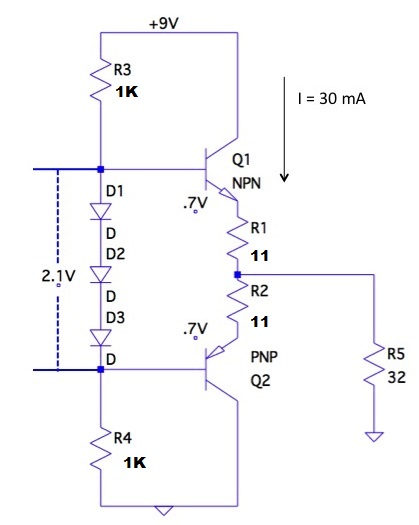 +9V
R3
1K
I = 30 mA
Q1
NPN
D1
.7V
R1
D
11
D2
2.1V
R2
D
11
D3
.7V
PNP
R5
D
Q2
32
R4
1K